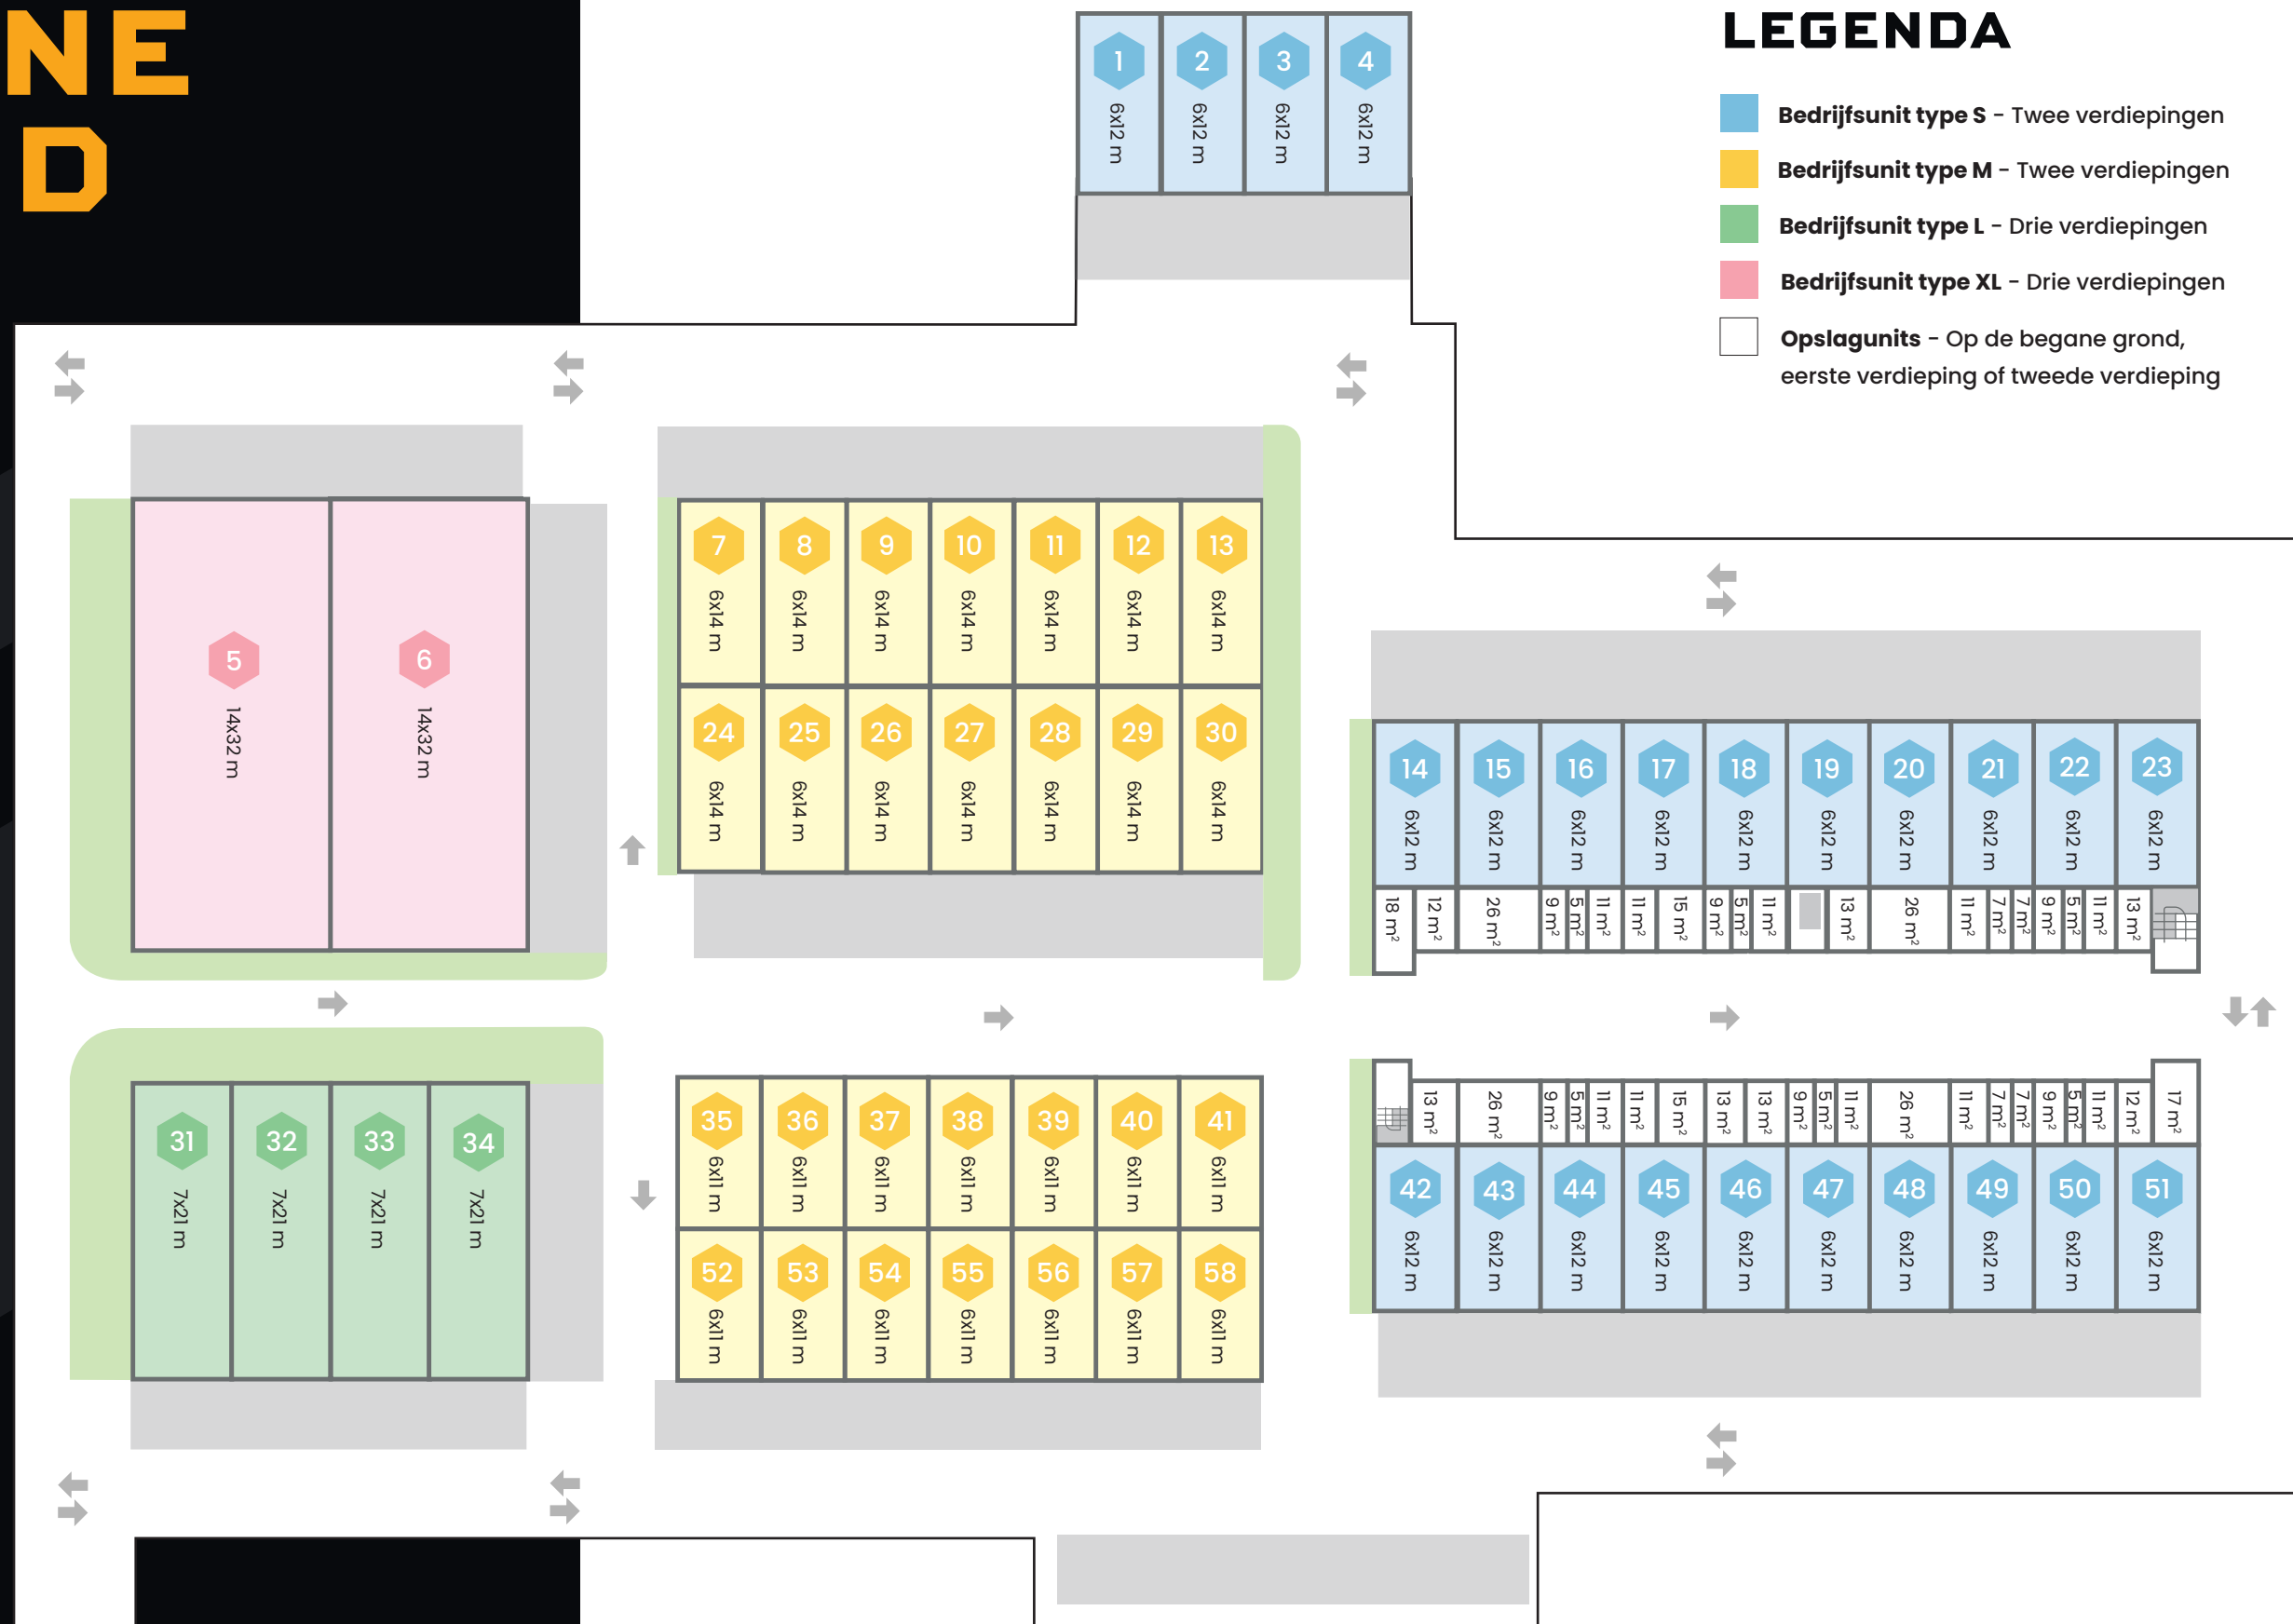 NE
D
LEGENDA
Bedrijfsunit type S - Twee verdiepingen
Bedrijfsunit type M - Twee verdiepingen
Bedrijfsunit type L - Drie verdiepingen
Bedrijfsunit type XL - Drie verdiepingen
Opslagunits - Op de begane grond,
eerste verdieping of tweede verdieping
1 2 3 4
6x12 m 6x12 m 6x12 m 6x12 m
5 6
14x32 m 14x32 m
7 8 9 10 11 12 13
6x14 m 6x14 m 6x14 m 6x14 m 6x14 m 6x14 m 6x14 m
24 25 26 27 28 29 30
6x14 m 6x14 m 6x14 m 6x14 m 6x14 m 6x14 m 6x14 m
14 15 16 17 18 19 20 21 22 23
6x12 m 6x12 m 6x12 m 6x12 m 6x12 m 6x12 m 6x12 m 6x12 m 6x12 m 6x12 m
18 m² 12 m² 26 m² 9 m² 5 m² 11 m² 11 m² 15 m² 9 m² 5 m² 11 m² 13 m² 26 m² 11 m² 7 m² 7 m² 9 m² 5 m² 11 m² 13 m²
31 32 33 34
7x21 m 7x21 m 7x21 m 7x21 m
35 36 37 38 39 40 41
6x11 m 6x11 m 6x11 m 6x11 m 6x11 m 6x11 m 6x11 m
52 53 54 55 56 57 58
6x11 m 6x11 m 6x11 m 6x11 m 6x11 m 6x11 m 6x11 m
13 m² 26 m² 9 m² 5 m² 11 m² 11 m² 15 m² 13 m² 13 m² 9 m² 5 m² 11 m² 26 m² 11 m² 7 m² 7 m² 9 m² 5 m² 11 m² 12 m² 17 m²
42 43 44 45 46 47 48 49 50 51
6x12 m 6x12 m 6x12 m 6x12 m 6x12 m 6x12 m 6x12 m 6x12 m 6x12 m 6x12 m